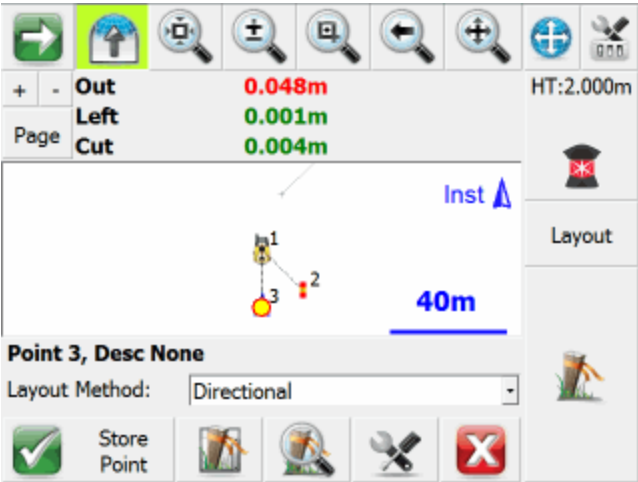 + - Out 0.048m HT:2.000m
Left 0.001m
Page Cut 0.004m
Inst
1
2
3
40m
Layout
Point 3, Desc None
Layout Method: Directional
Store
Point